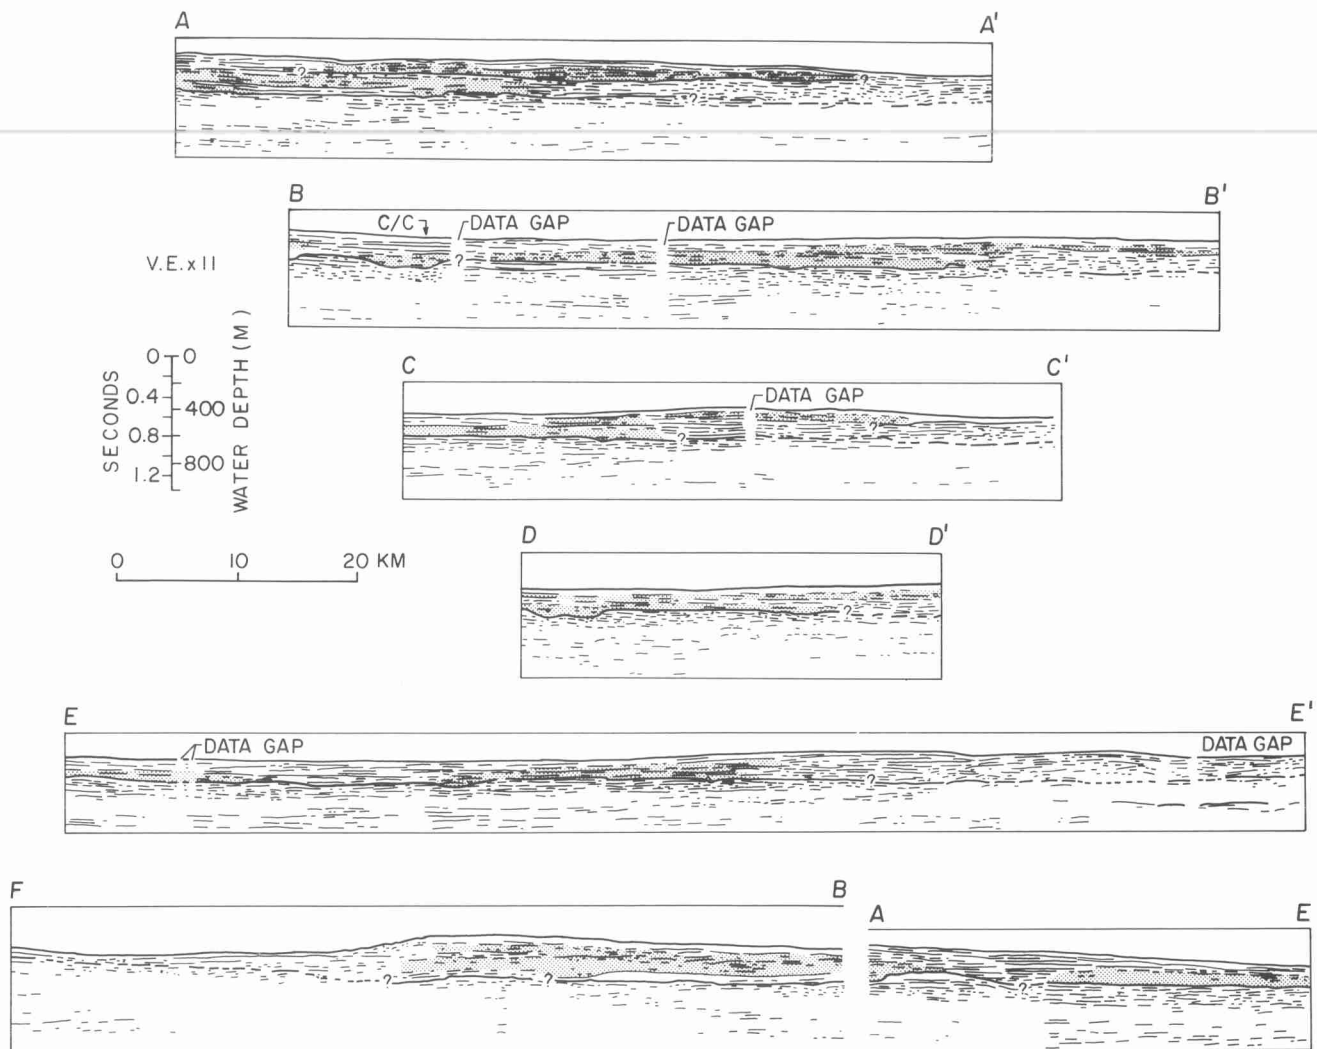 A A'
?
?
?
?
B B'
C/C DATA GAP DATA GAP
?
V.E. x 11
C C'
DATA GAP
?
?
SECONDS
0 0
0.4 400
0.8
800
1.2
WATER DEPTH (M)
D D'
?
0 10 20 KM
E E'
DATA GAP DATA GAP
?
F B A E
? ? ?